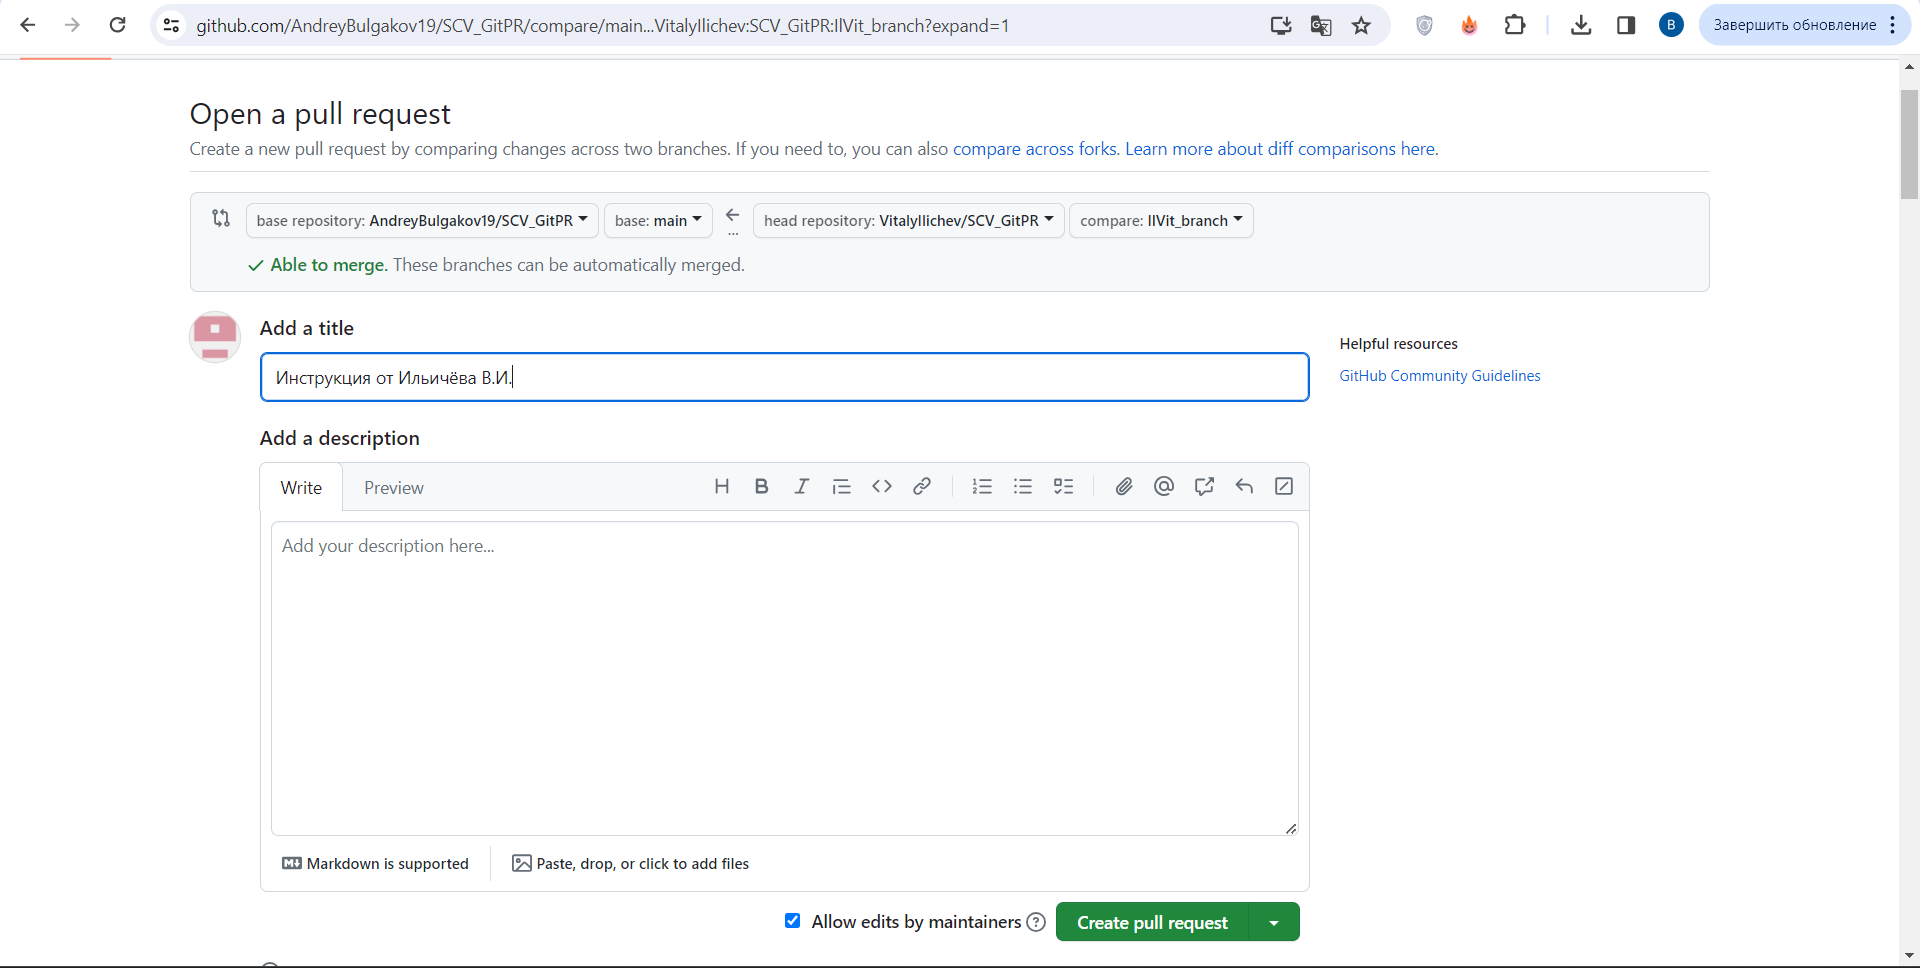 github.com/AndreyBulgakov19/SCV_GitPR/compare/main...VitalyIlichev:SCV_GitPR:IlVit_branch?expand=1
В
Завершить обновление
Open a pull request
Create a new pull request by comparing changes across two branches. If you need to, you can also compare across forks. Learn more about diff comparisons here.
base repository: AndreyBulgakov19/SCV_GitPR base: main ... head repository: VitalyIlichev/SCV_GitPR compare: IlVit_branch
Able to merge. These branches can be automatically merged.
Add a title
Инструкция от Ильичёва В.И.
Helpful resources
GitHub Community Guidelines
Add a description
Write Preview
Add your description here...
Markdown is supported Paste, drop, or click to add files
Allow edits by maintainers Create pull request